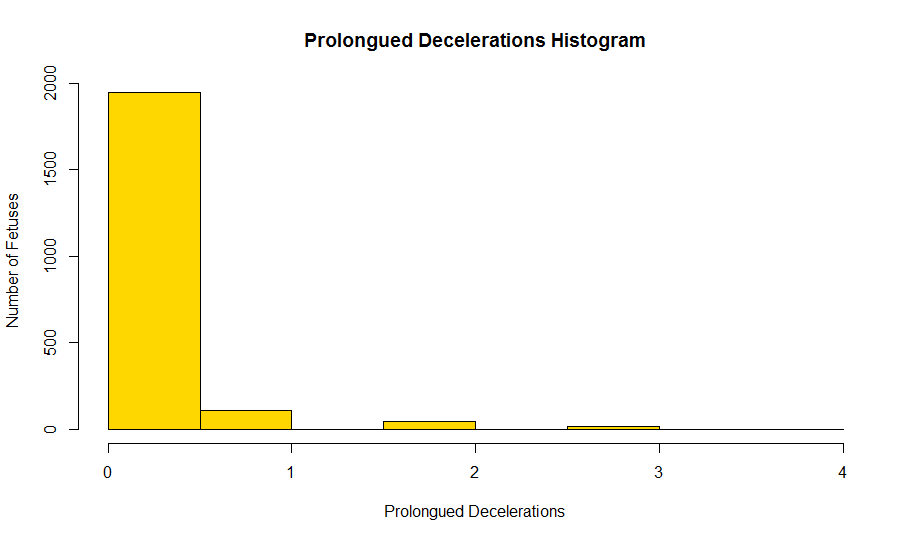 Prolongued Decelerations Histogram
Number of Fetuses
2000
1500
1000
500
0
0 1 2 3 4
Prolongued Decelerations